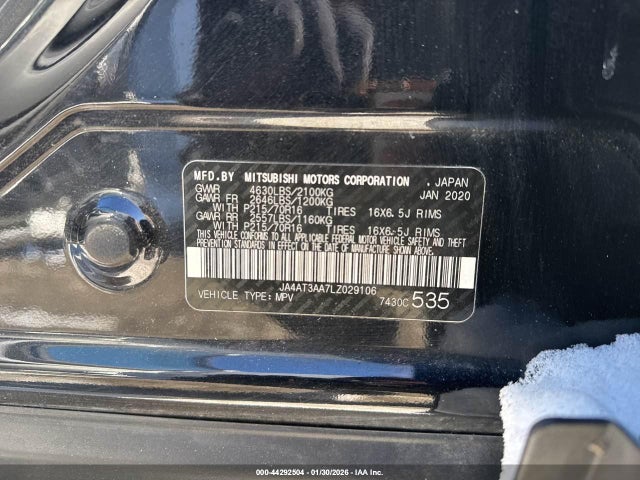 MFD.BY MITSUBISHI MOTORS CORPORATION . JAPAN
GVWR 4630LBS/2100KG JAN 2020
GAWR FR 2646LBS/1200KG
WITH P215/70R16 TIRES 16X6.5J RIMS
GAWR RR 2557LBS/1160KG
WITH P215/70R16 TIRES 16X6.5J RIMS
THIS VEHICLE CONFORMS TO ALL APPLICABLE FEDERAL MOTOR VEHICLE SAFETY, BUMPER AND THEFT
PREVENTION STANDARDS IN EFFECT ON THE DATE OF MANUFACTURE SHOWN ABOVE.
JA4AT3AA7LZ029106
VEHICLE TYPE: MPV 7430C 535
000-44292504 - 01/30/2026 - IAA Inc.